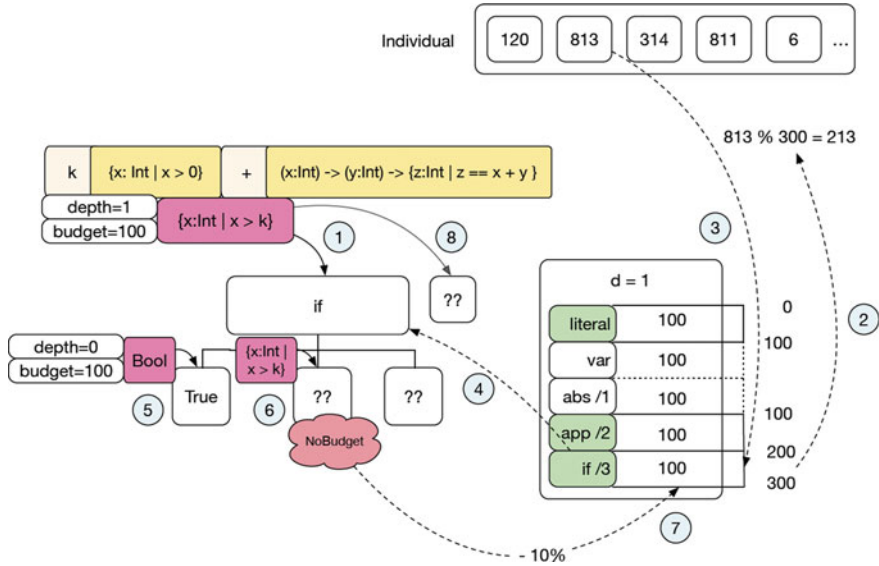 Individual
120 813 314 811 6 ...
813 % 300 = 213
k {x: Int | x > 0} + (x:Int) -> (y:Int) -> {z:Int | z == x + y }
depth=1
budget=100
{x:Int | x > k}
1
8
3
if
??
d = 1
0
literal 100
100
2
var 100
abs /1 100
100
app /2 100
200
if /3 100
300
depth=0
budget=100
Bool
{x:Int |
x > k}
4
5
True
6
??
??
NoBudget
7
- 10%